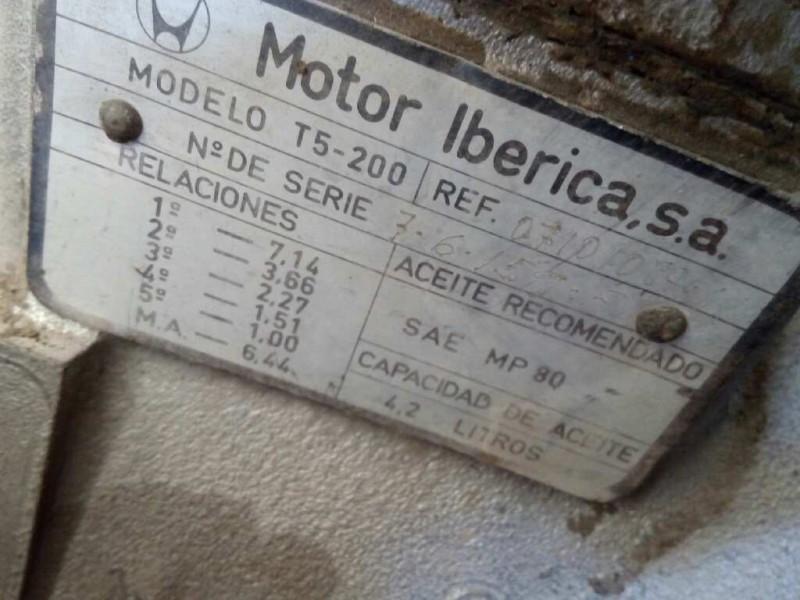 Motor Iberica, s.a.
MODELO T5-200 REF.
Nº DE SERIE
RELACIONES
1ª — 7.14
2ª — 3.66
3ª — 2.27
4ª — 1.51
5ª — 1.00
M.A. — 6.44
ACEITE RECOMENDADO
SAE MP 80
CAPACIDAD DE ACEITE
4,2 LITROS